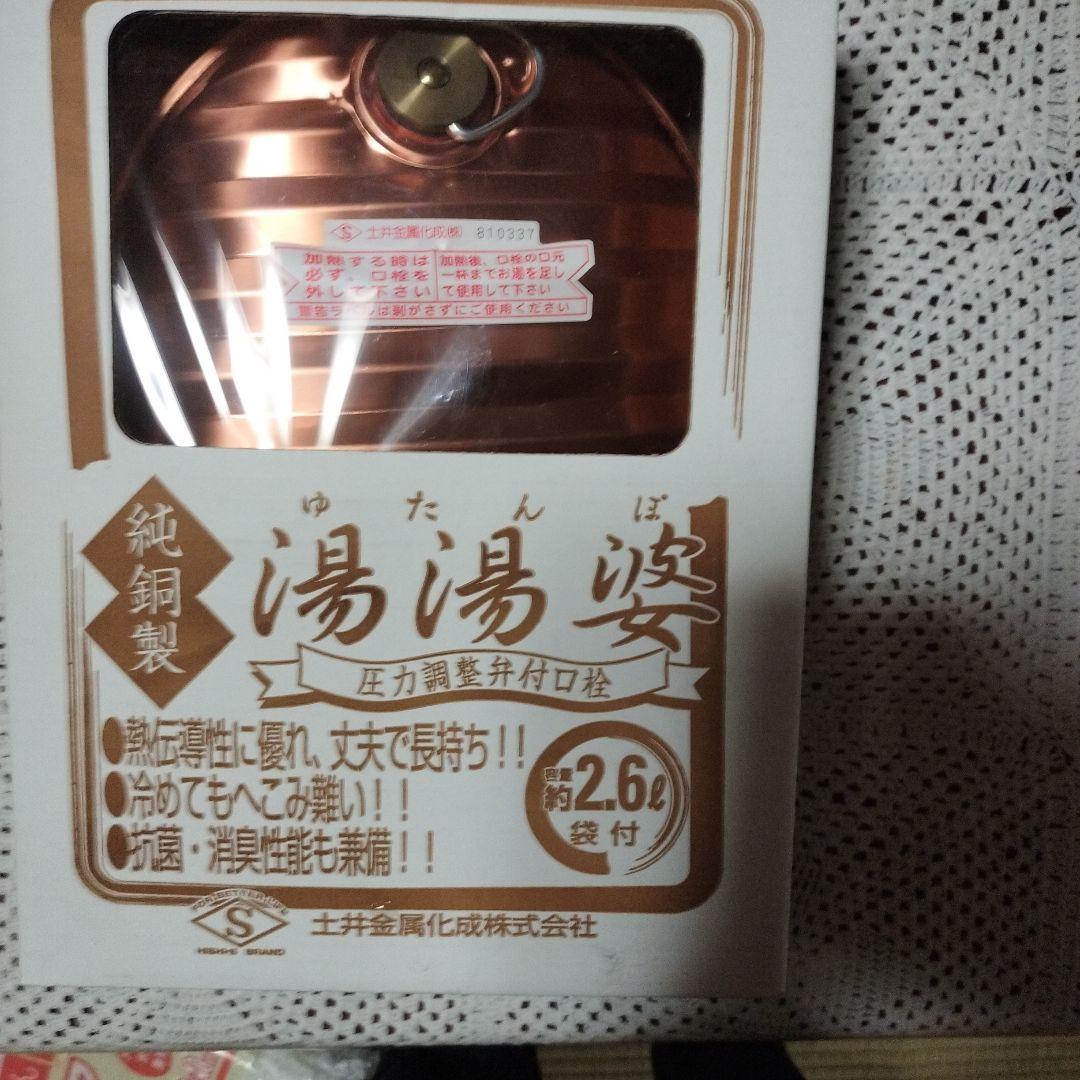 S 土井金属化成㈱ 810337
加熱する時は
必ず、口栓を
外して下さい
加熱後、口栓の口元
一杯までお湯を足し
て使用して下さい
警告ラベルは剥がさずにご使用ください
純銅製
ゆたんぽ
湯湯婆
圧力調整弁付口栓
●熱伝導性に優れ、丈夫で長持ち!!
●冷めてもへこみ難い!!
●抗菌・消臭性能も兼備!!
容量
約2.6ℓ
袋付
FOR BETTER LIFE
S
HISHI-S BRAND
土井金属化成株式会社